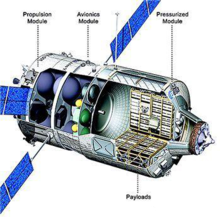 Propulsion
Module
Avionics
Module
Pressurized
Module
Payloads